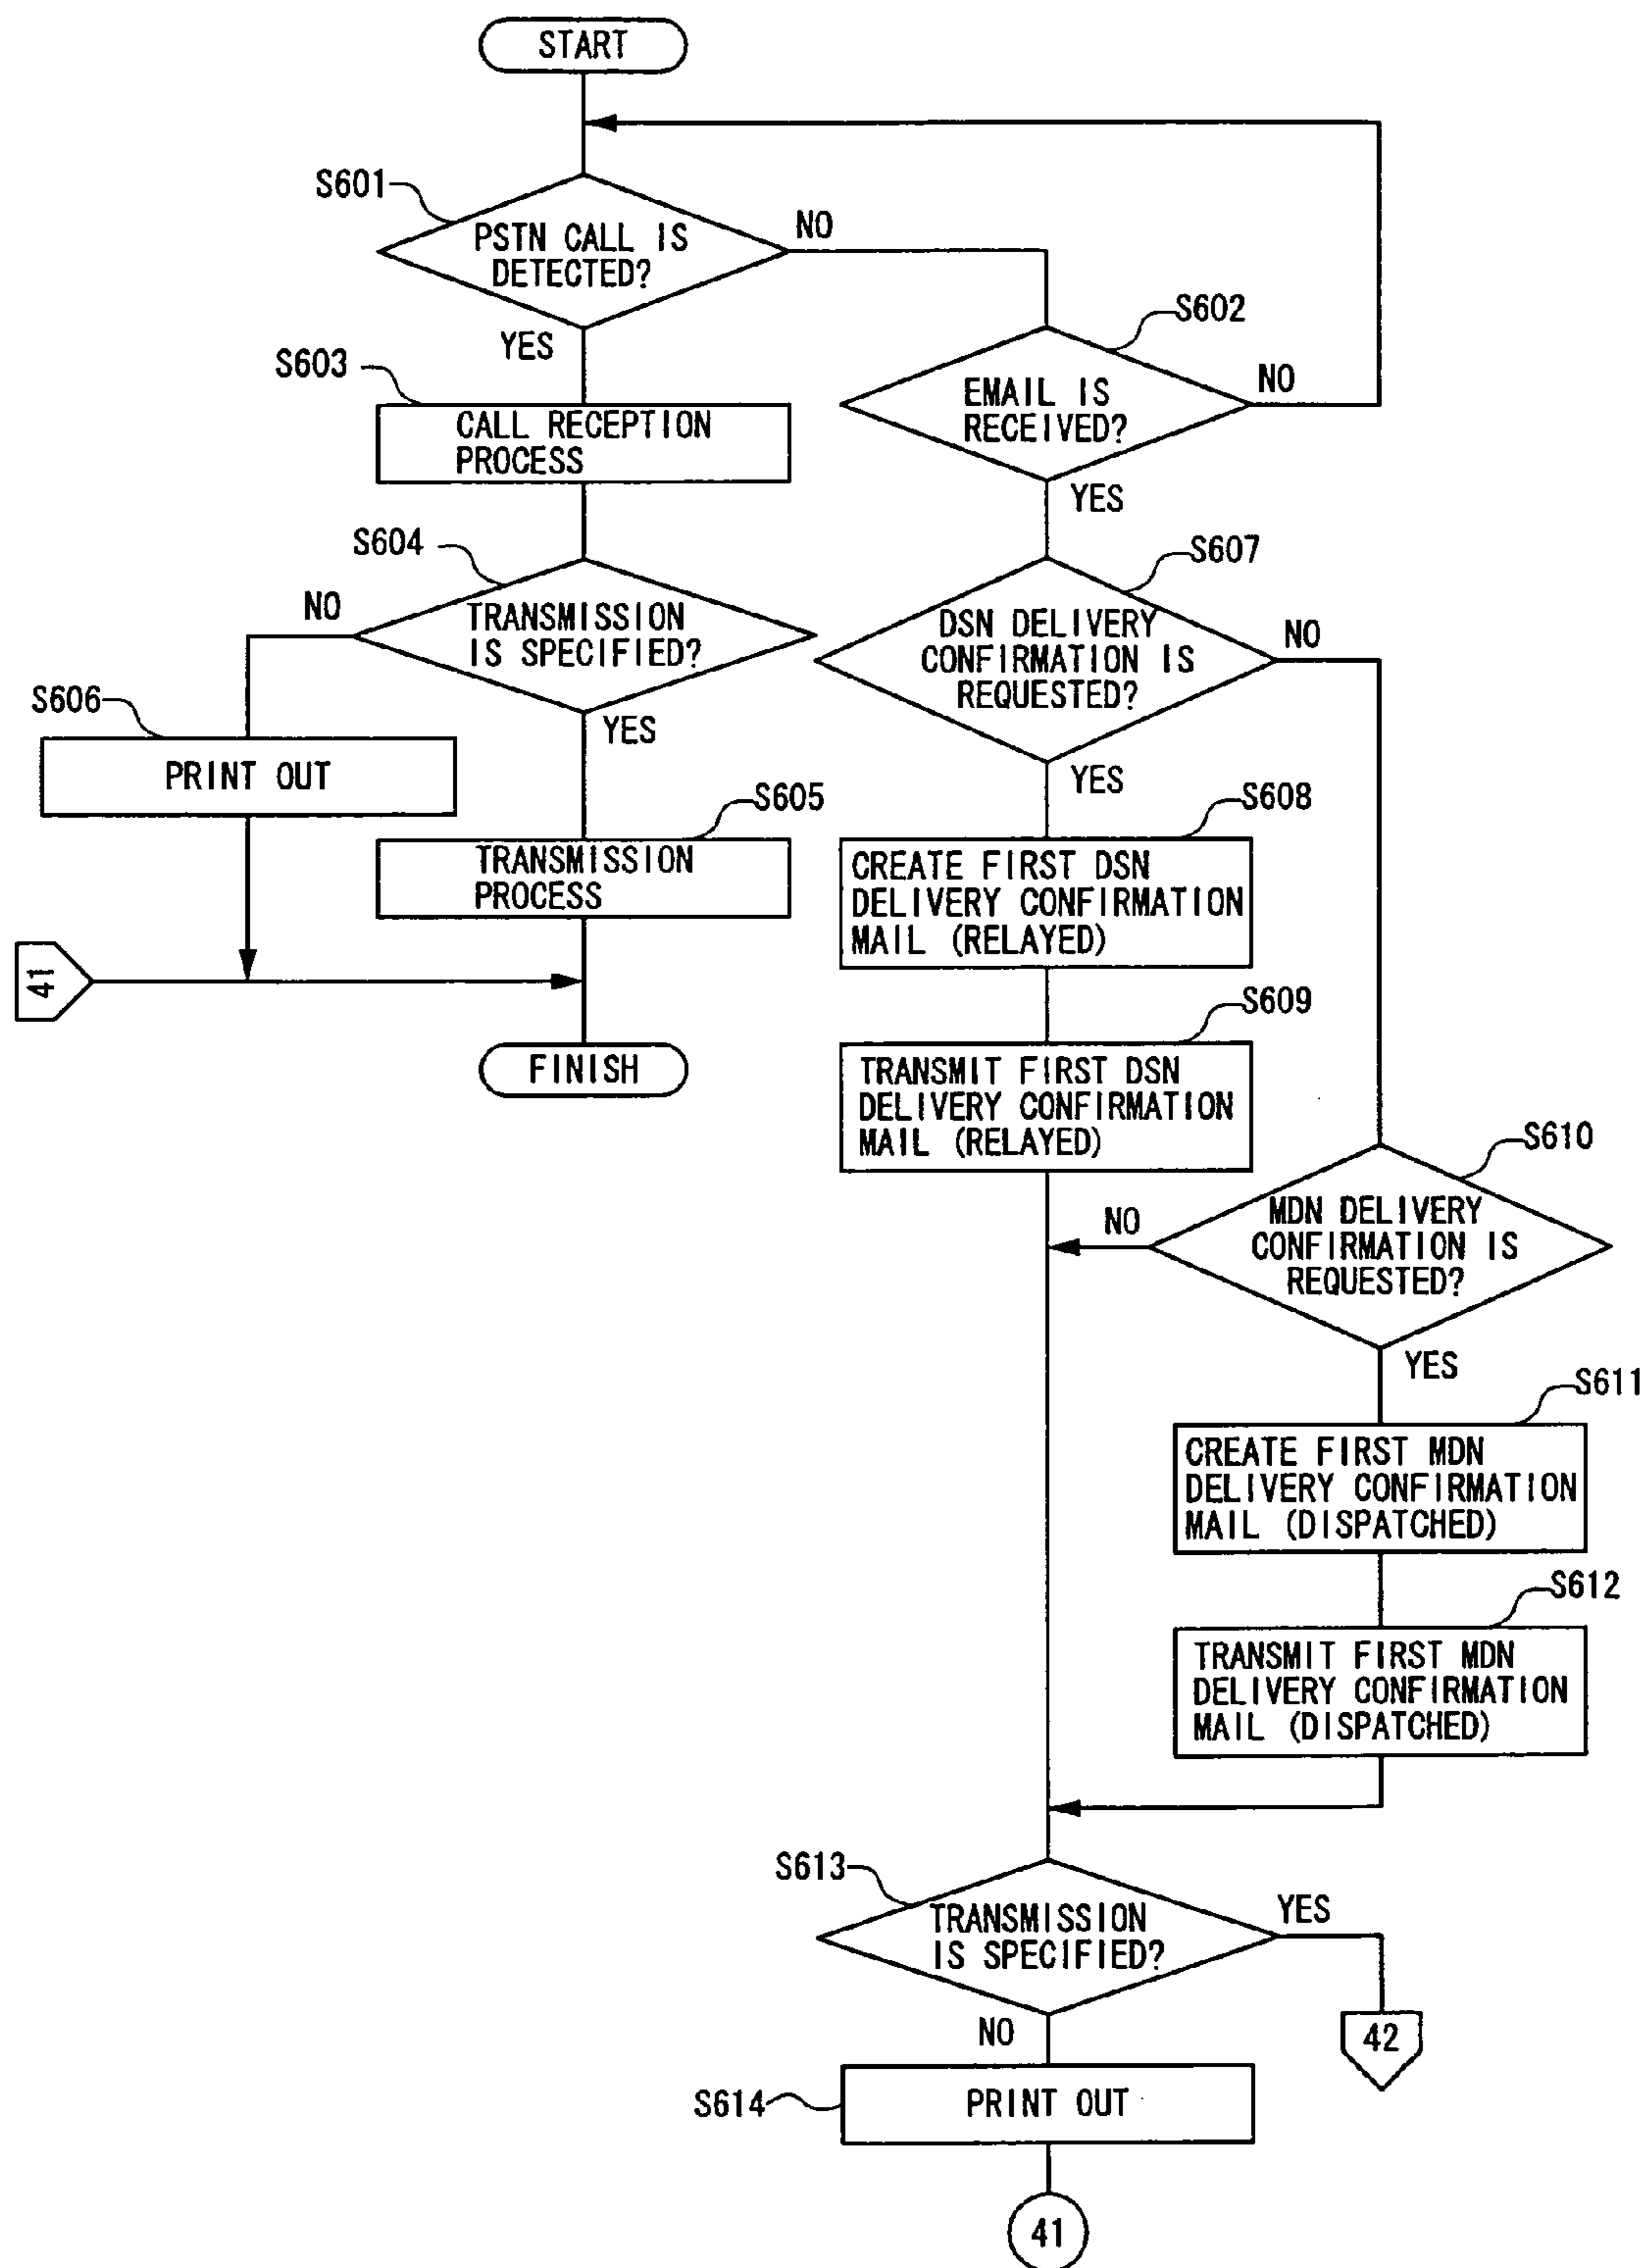 START
S601
PSTN CALL IS
DETECTED?
NO
YES
S602
EMAIL IS
RECEIVED?
NO
YES
S603
CALL RECEPTION
PROCESS
S604
TRANSMISSION
IS SPECIFIED?
NO
YES
S607
DSN DELIVERY
CONFIRMATION IS
REQUESTED?
NO
YES
S606
PRINT OUT
S605
TRANSMISSION
PROCESS
S608
CREATE FIRST DSN
DELIVERY CONFIRMATION
MAIL (RELAYED)
41
FINISH
S609
TRANSMIT FIRST DSN
DELIVERY CONFIRMATION
MAIL (RELAYED)
S610
MDN DELIVERY
CONFIRMATION IS
REQUESTED?
NO
YES
S611
CREATE FIRST MDN
DELIVERY CONFIRMATION
MAIL (DISPATCHED)
S612
TRANSMIT FIRST MDN
DELIVERY CONFIRMATION
MAIL (DISPATCHED)
S613
TRANSMISSION
IS SPECIFIED?
YES
NO
42
S614
PRINT OUT
41